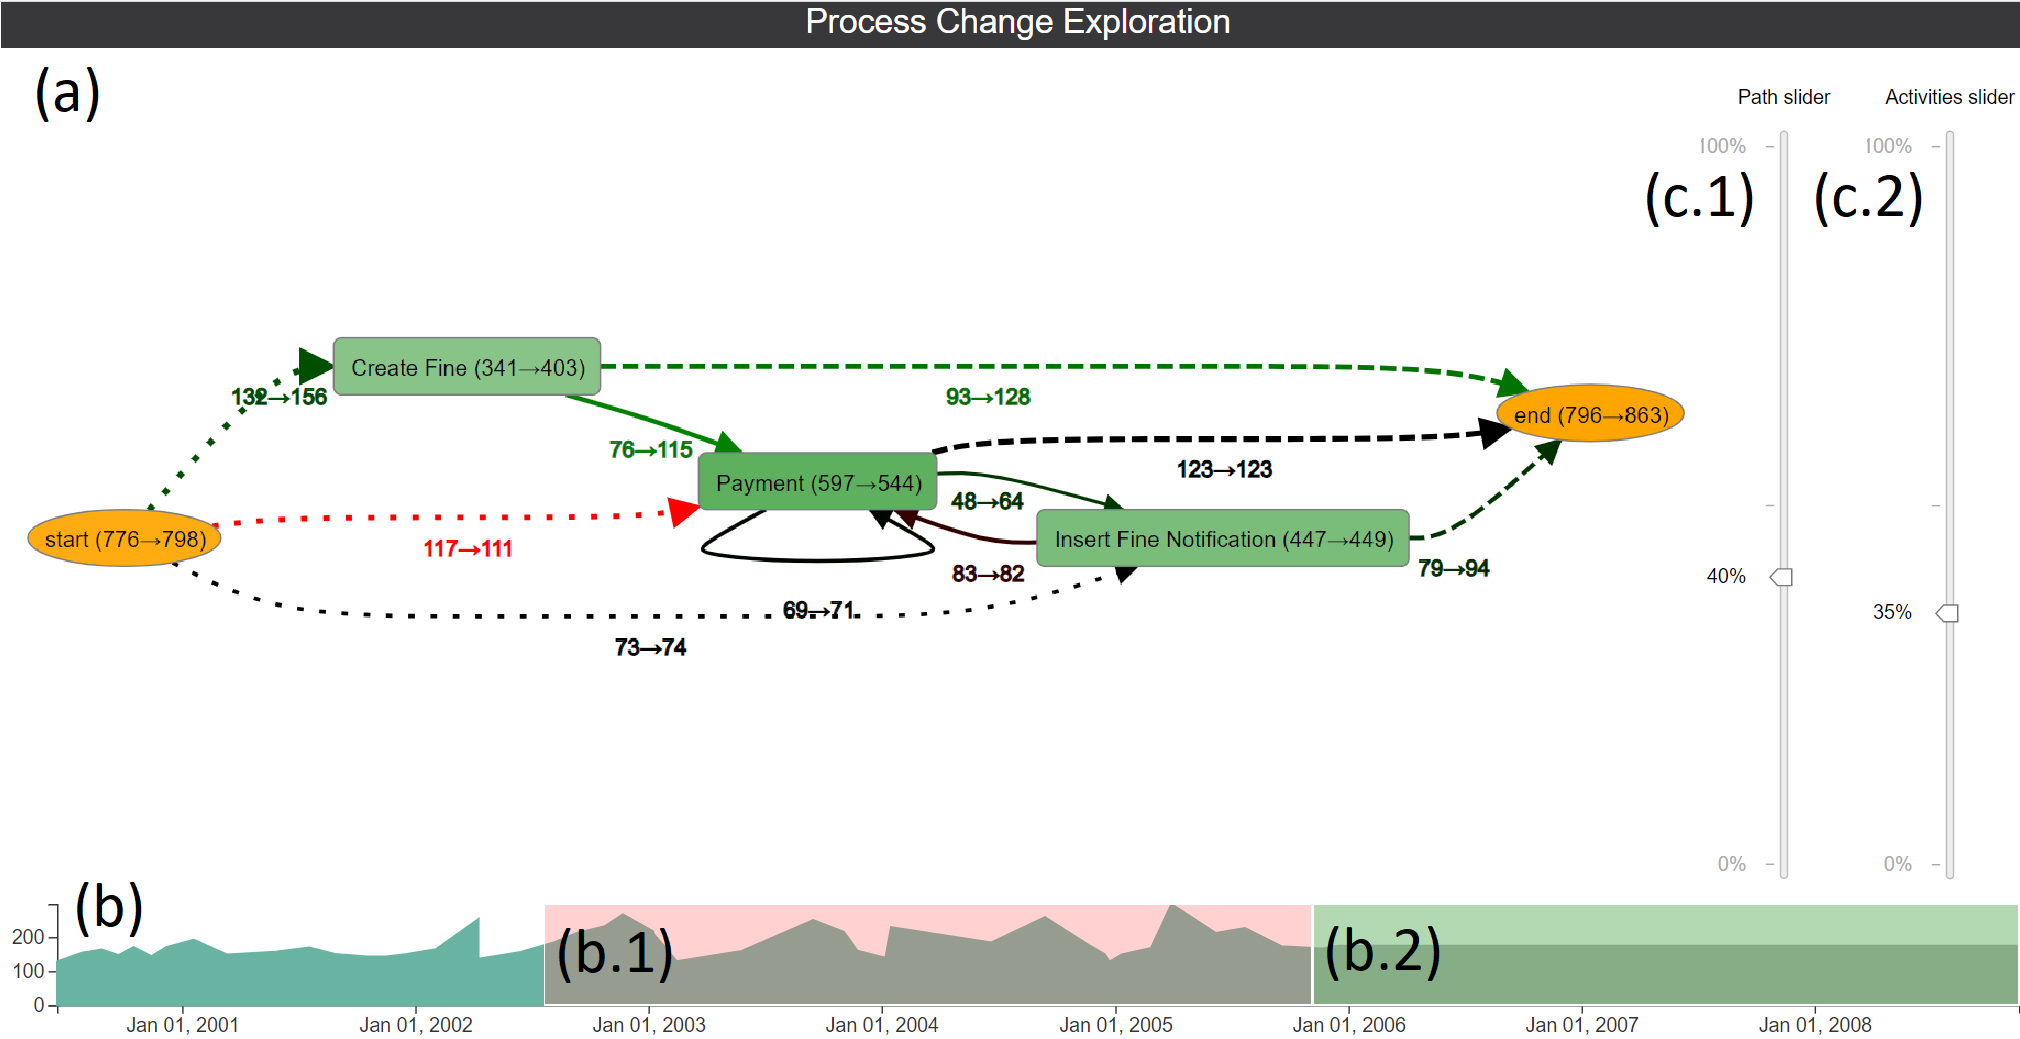 Process Change Exploration
(a)
Path slider
Activities slider
100%
100%
(c.1)
(c.2)
Create Fine (341→403)
132→156
93→128
end (796→863)
76→115
123→123
Payment (597→544)
48→64
start (776→798)
117→111
Insert Fine Notification (447→449)
83→82
79→94
40%
69→71
35%
73→74
0%
0%
(b)
200
100
0
(b.1)
(b.2)
Jan 01, 2001
Jan 01, 2002
Jan 01, 2003
Jan 01, 2004
Jan 01, 2005
Jan 01, 2006
Jan 01, 2007
Jan 01, 2008